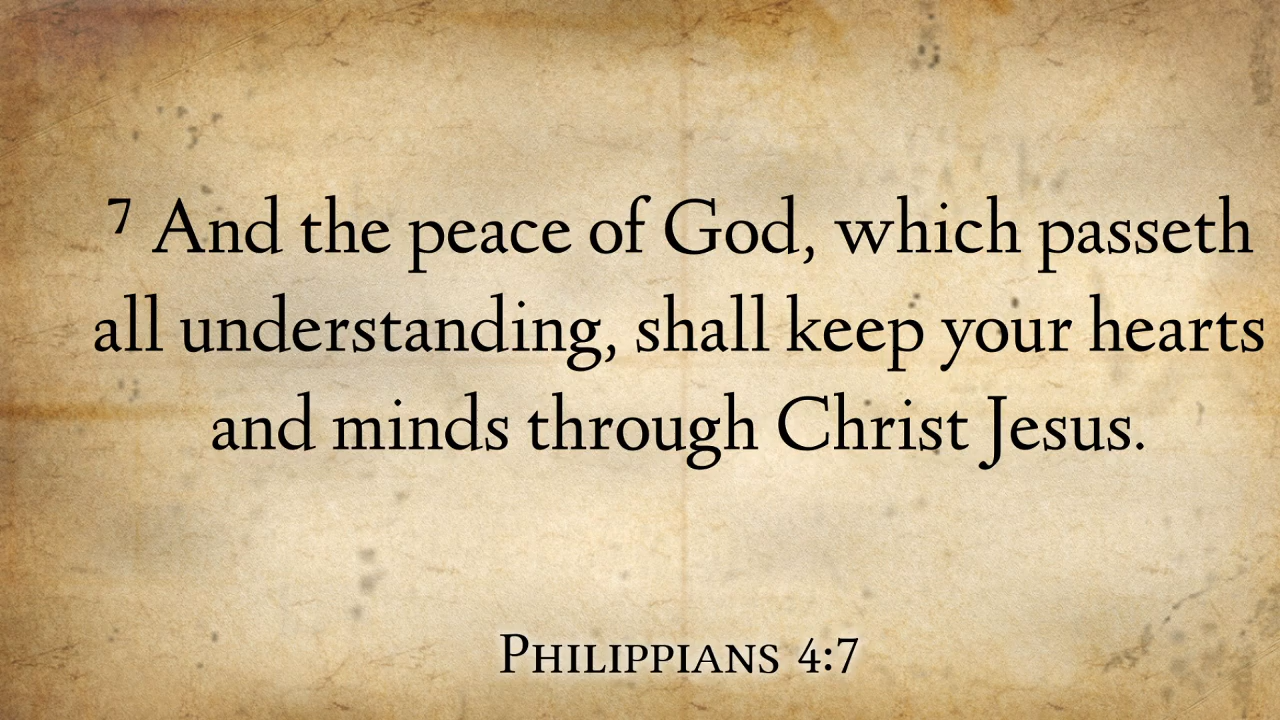 ⁷ And the peace of God, which passeth
all understanding, shall keep your hearts
and minds through Christ Jesus.
Philippians 4:7